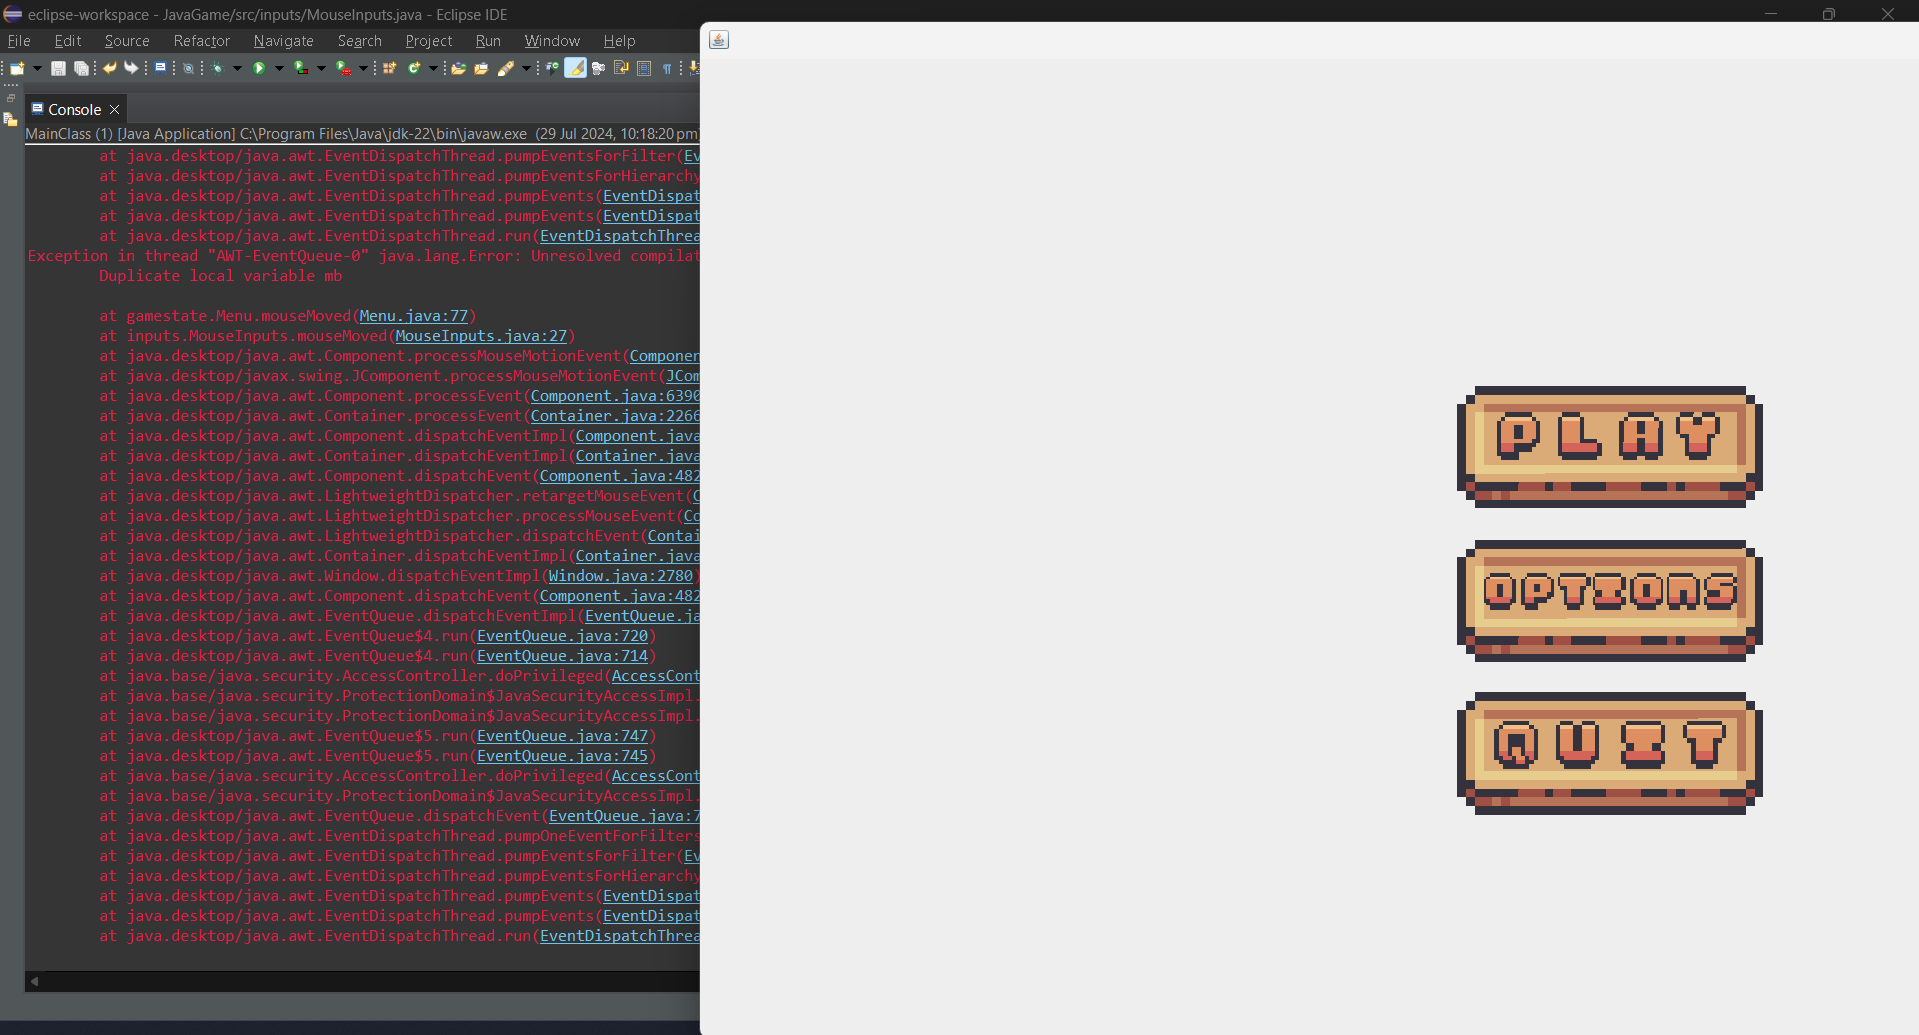 eclipse-workspace - JavaGame/src/inputs/MouseInputs.java - Eclipse IDE
File Edit Source Refactor Navigate Search Project Run Window Help
Console
MainClass (1) [Java Application] C:\Program Files\Java\jdk-22\bin\javaw.exe (29 Jul 2024, 10:18:20 pm
at java.desktop/java.awt.EventDispatchThread.pumpEventsForFilter(Ev
at java.desktop/java.awt.EventDispatchThread.pumpEventsForHierarchy
at java.desktop/java.awt.EventDispatchThread.pumpEvents(EventDispat
at java.desktop/java.awt.EventDispatchThread.pumpEvents(EventDispat
at java.desktop/java.awt.EventDispatchThread.run(EventDispatchThrea
Exception in thread "AWT-EventQueue-0" java.lang.Error: Unresolved compilat
Duplicate local variable mb
at gamestate.Menu.mouseMoved(Menu.java:77)
at inputs.MouseInputs.mouseMoved(MouseInputs.java:27)
at java.desktop/java.awt.Component.processMouseMotionEvent(Componen
at java.desktop/javax.swing.JComponent.processMouseMotionEvent(JCom
at java.desktop/java.awt.Component.processEvent(Component.java:6390
at java.desktop/java.awt.Container.processEvent(Container.java:2266
at java.desktop/java.awt.Component.dispatchEventImpl(Component.java
at java.desktop/java.awt.Container.dispatchEventImpl(Container.java
at java.desktop/java.awt.Component.dispatchEvent(Component.java:482
at java.desktop/java.awt.LightweightDispatcher.retargetMouseEvent(C
at java.desktop/java.awt.LightweightDispatcher.processMouseEvent(Co
at java.desktop/java.awt.LightweightDispatcher.dispatchEvent(Contai
at java.desktop/java.awt.Container.dispatchEventImpl(Container.java
at java.desktop/java.awt.Window.dispatchEventImpl(Window.java:2780)
at java.desktop/java.awt.Component.dispatchEvent(Component.java:482
at java.desktop/java.awt.EventQueue.dispatchEventImpl(EventQueue.ja
at java.desktop/java.awt.EventQueue$4.run(EventQueue.java:720)
at java.desktop/java.awt.EventQueue$4.run(EventQueue.java:714)
at java.base/java.security.AccessController.doPrivileged(AccessCont
at java.base/java.security.ProtectionDomain$JavaSecurityAccessImpl.
at java.base/java.security.ProtectionDomain$JavaSecurityAccessImpl.
at java.desktop/java.awt.EventQueue$5.run(EventQueue.java:747)
at java.desktop/java.awt.EventQueue$5.run(EventQueue.java:745)
at java.base/java.security.AccessController.doPrivileged(AccessCont
at java.base/java.security.ProtectionDomain$JavaSecurityAccessImpl.
at java.desktop/java.awt.EventQueue.dispatchEvent(EventQueue.java:7
at java.desktop/java.awt.EventDispatchThread.pumpOneEventForFilters
at java.desktop/java.awt.EventDispatchThread.pumpEventsForFilter(Ev
at java.desktop/java.awt.EventDispatchThread.pumpEventsForHierarchy
at java.desktop/java.awt.EventDispatchThread.pumpEvents(EventDispat
at java.desktop/java.awt.EventDispatchThread.pumpEvents(EventDispat
at java.desktop/java.awt.EventDispatchThread.run(EventDispatchThrea
PLAY
OPTIONS
QUIT